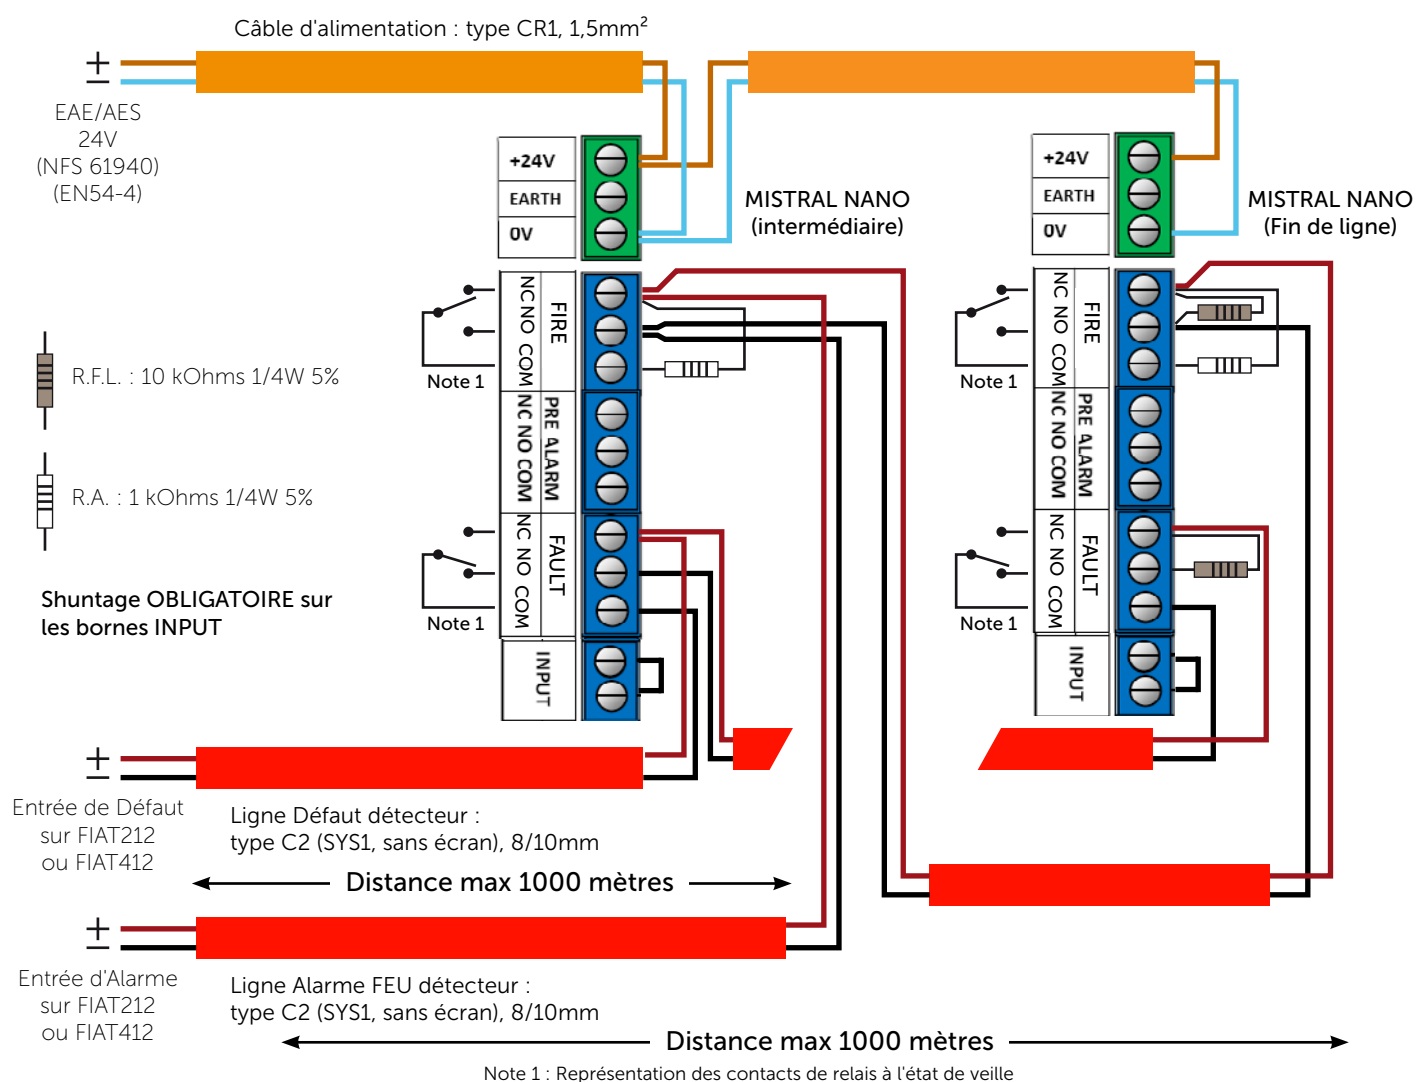 Câble d'alimentation : type CR1, 1,5mm²
±
EAE/AES
24V
(NFS 61940)
(EN54-4)
+24V
EARTH
0V
MISTRAL NANO
(intermédiaire)
+24V
EARTH
0V
MISTRAL NANO
(Fin de ligne)
NC NO COM
FIRE
Note 1
NC NO COM
PRE ALARM
NC NO COM
FAULT
Note 1
INPUT
NC NO COM
FIRE
Note 1
NC NO COM
PRE ALARM
NC NO COM
FAULT
Note 1
INPUT
R.F.L. : 10 kOhms 1/4W 5%
R.A. : 1 kOhms 1/4W 5%
Shuntage OBLIGATOIRE sur
les bornes INPUT
±
Entrée de Défaut
sur FIAT212
ou FIAT412
Ligne Défaut détecteur :
type C2 (SYS1, sans écran), 8/10mm
Distance max 1000 mètres
±
Entrée d'Alarme
sur FIAT212
ou FIAT412
Ligne Alarme FEU détecteur :
type C2 (SYS1, sans écran), 8/10mm
Distance max 1000 mètres
Note 1 : Représentation des contacts de relais à l'état de veille